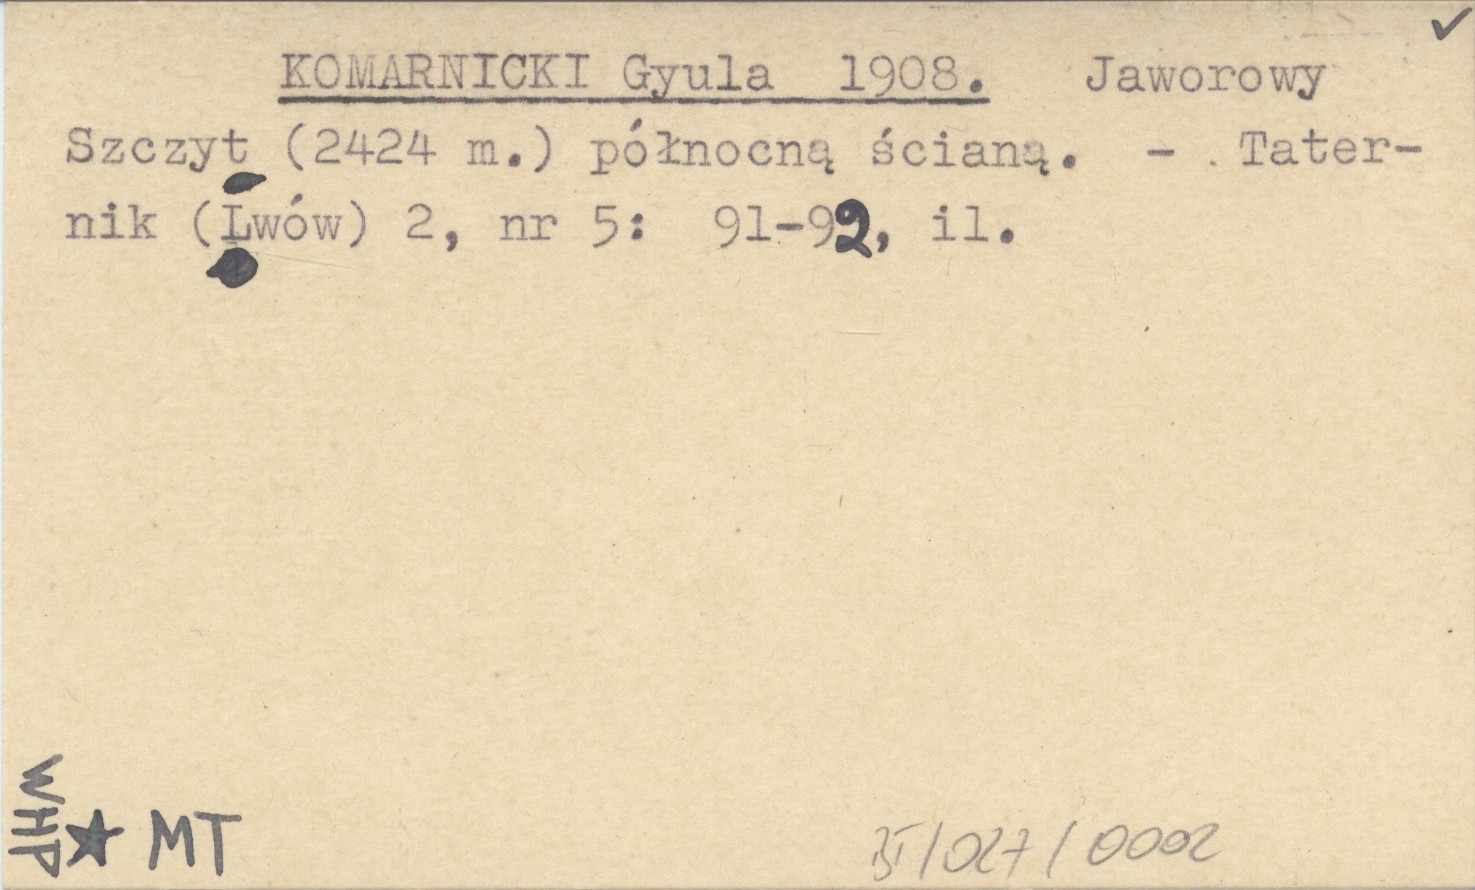 ✓
KOMARNICKI Gyula 1908. Jaworowy
Szczyt (2424 m.) północną ścianą. - Tater-
nik (Lwów) 2, nr 5: 91-92, il.
WHP ★ MT
/027/0002